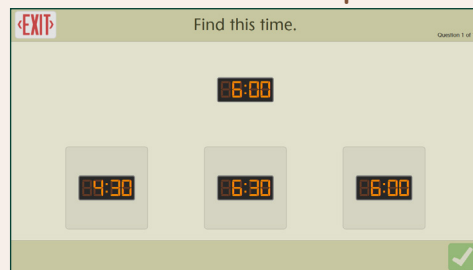 ‹EXIT›
Find this time.
Question 1 of
6:00
4:30
6:30
6:00